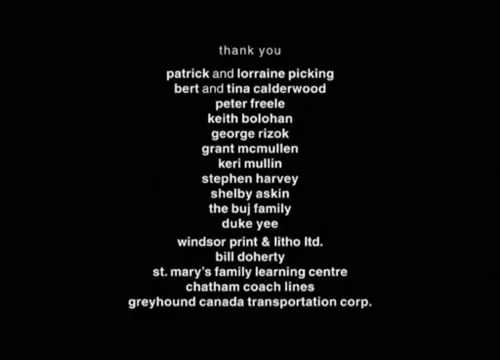 thank you
patrick and lorraine picking
bert and tina calderwood
peter freele
keith bolohan
george rizok
grant mcmullen
keri mullin
stephen harvey
shelby askin
the buj family
duke yee
windsor print & litho ltd.
bill doherty
st. mary's family learning centre
chatham coach lines
greyhound canada transportation corp.